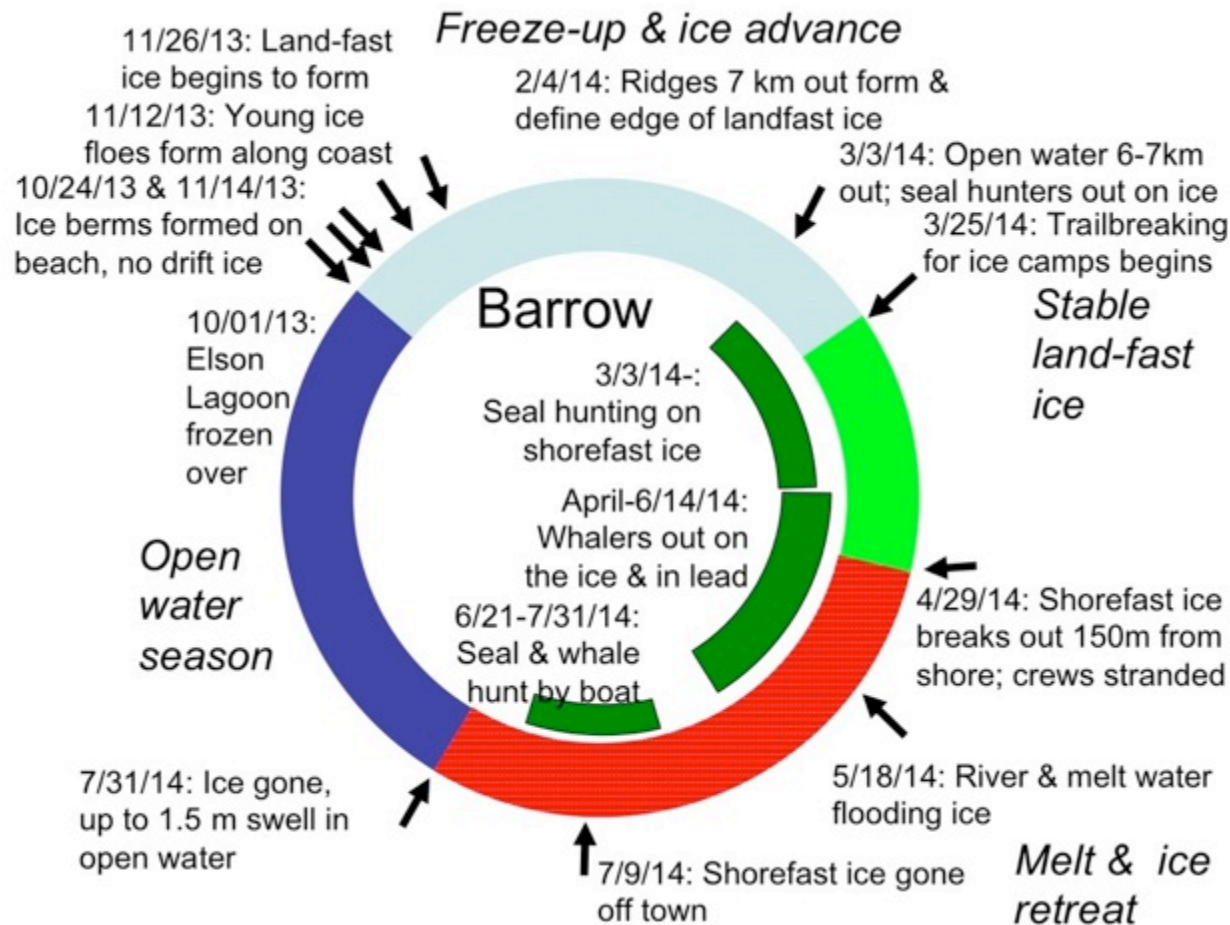 Freeze-up & ice advance
11/26/13: Land-fast
ice begins to form
11/12/13: Young ice
floes form along coast
10/24/13 & 11/14/13:
Ice berms formed on
beach, no drift ice
2/4/14: Ridges 7 km out form &
define edge of landfast ice
3/3/14: Open water 6-7km
out; seal hunters out on ice
3/25/14: Trailbreaking
for ice camps begins
Stable
land-fast
ice
10/01/13:
Elson
Lagoon
frozen
over
Barrow
3/3/14-:
Seal hunting on
shorefast ice
April-6/14/14:
Whalers out on
the ice & in lead
6/21-7/31/14:
Seal & whale
hunt by boat
Open
water
season
4/29/14: Shorefast ice
breaks out 150m from
shore; crews stranded
5/18/14: River & melt water
flooding ice
7/31/14: Ice gone,
up to 1.5 m swell in
open water
7/9/14: Shorefast ice gone
off town
Melt & ice
retreat